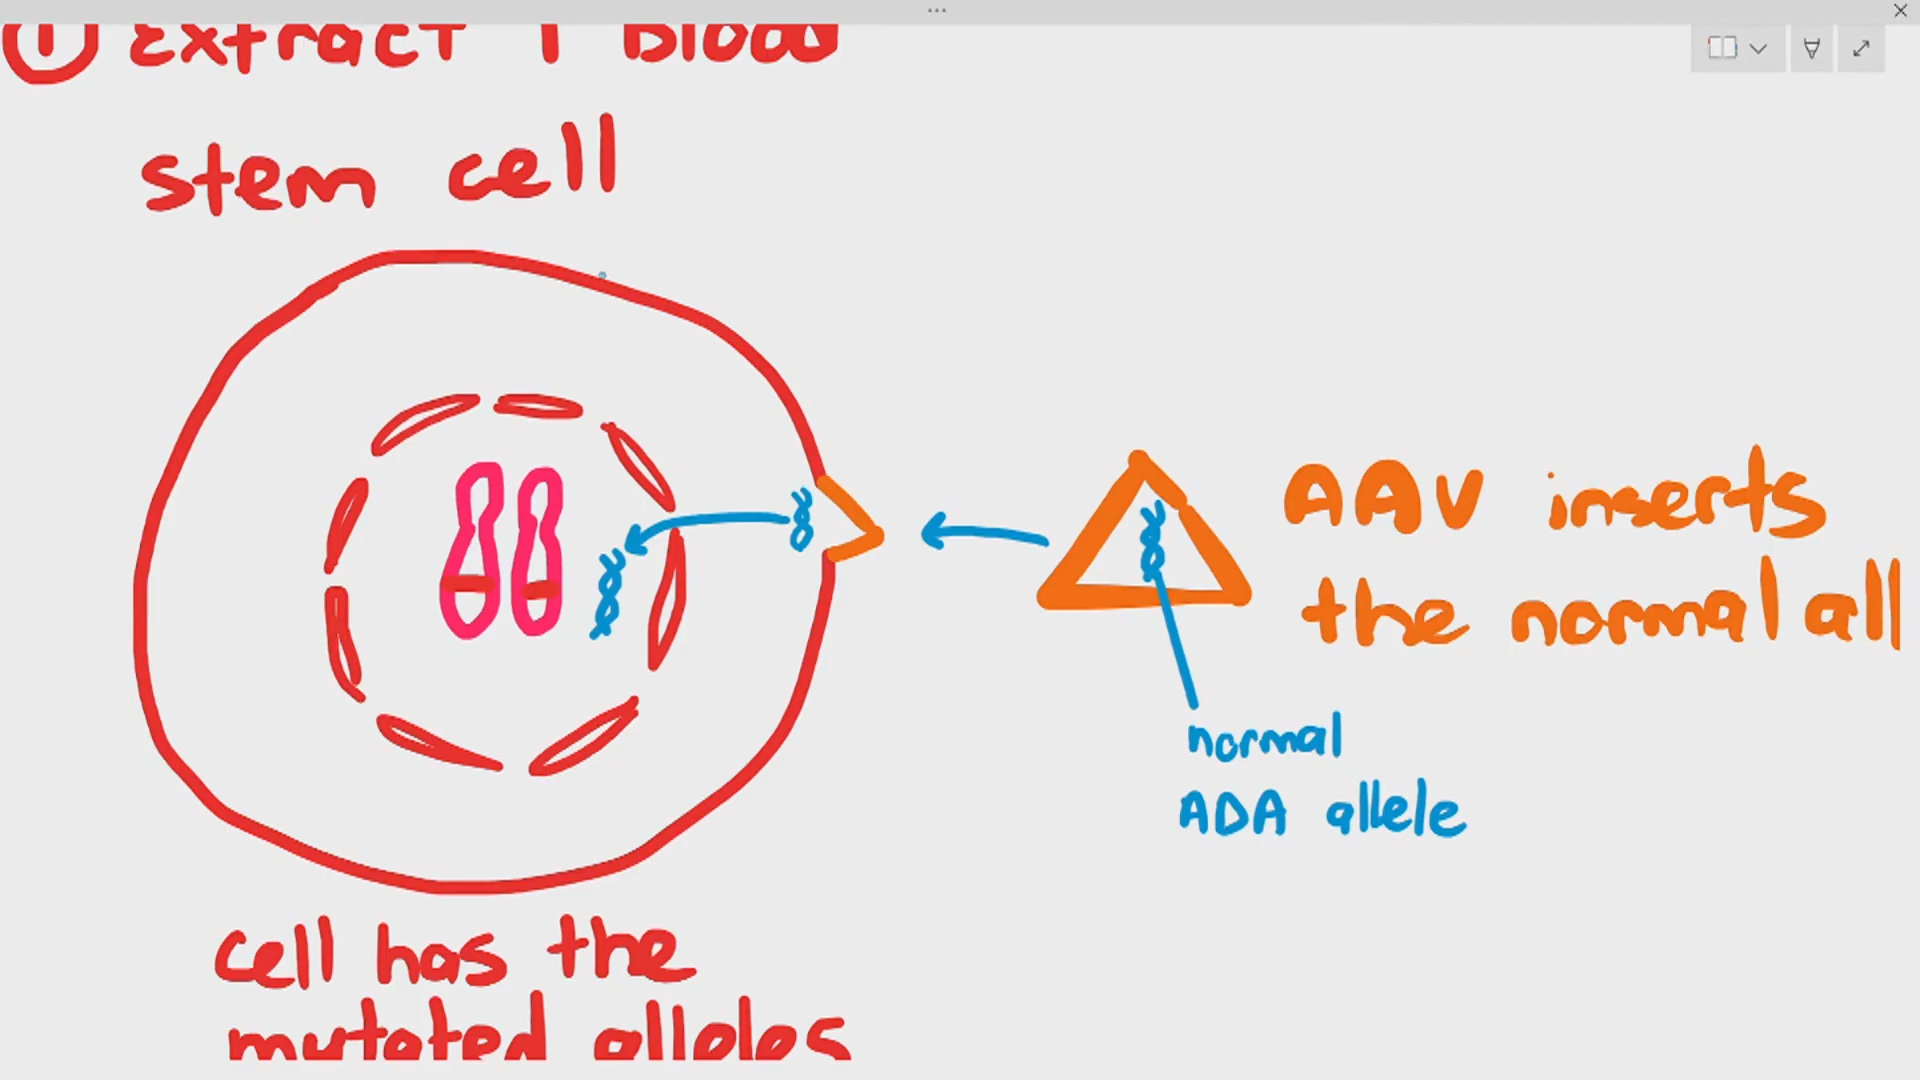 ① Extract 1 Blood
stem cell
AAV inserts
the normal all
normal
ADA allele
cell has the
mutated alleles